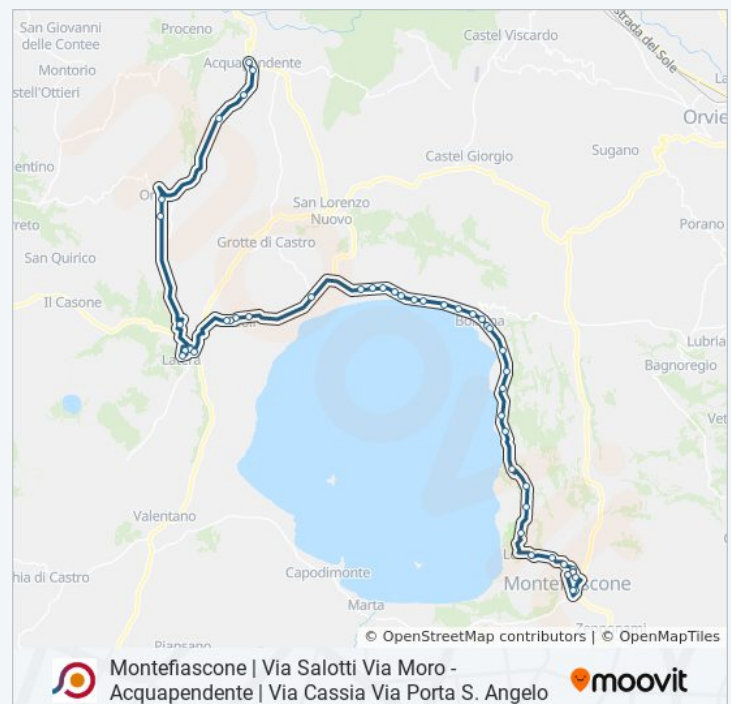 San Giovanni
delle Contee
Proceno
Castel Viscardo
Strada del Sole
Montorio
Acquapendente
stell'Ottieri
Orvie
Castel Giorgio
Sugano
entino
San Lorenzo
Nuovo
Porano
reto
Grotte di Castro
San Quirico
Il Casone
Lubria
Latera
Bagnoregio
Vet
Valentano
Capodimonte
hia di Castro
Montefiascone
Marta
Piansano
© OpenStreetMap contributors | © OpenMapTiles
Montefiascone | Via Salotti Via Moro -
Acquapendente | Via Cassia Via Porta S. Angelo
moovit